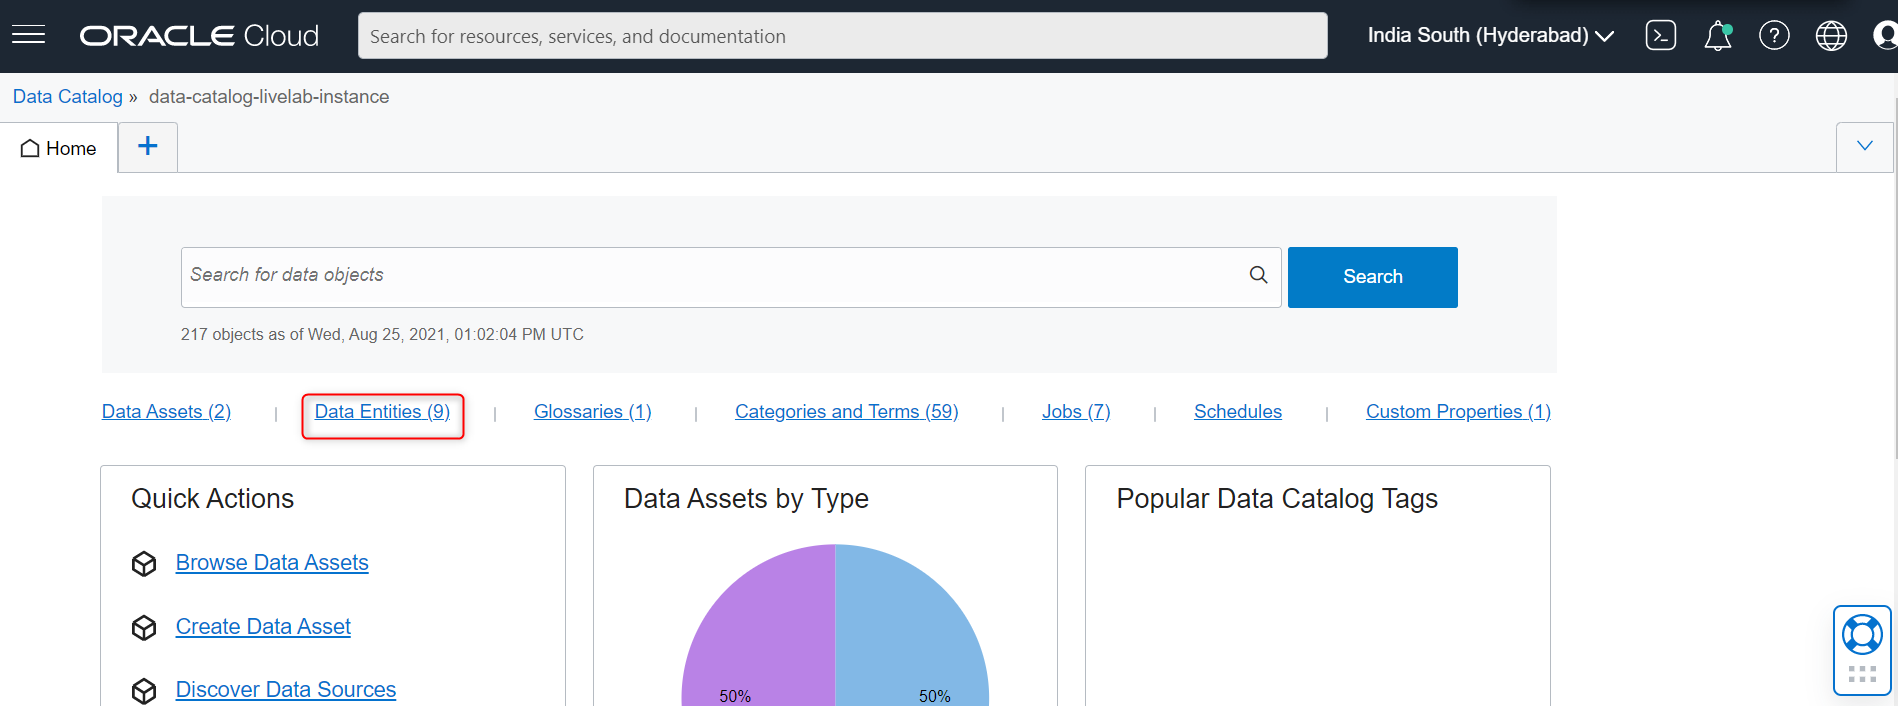 ORACLE Cloud
Search for resources, services, and documentation
India South (Hyderabad)
Data Catalog » data-catalog-livelab-instance
Home
+
Search for data objects
Search
217 objects as of Wed, Aug 25, 2021, 01:02:04 PM UTC
Data Assets (2) | Data Entities (9) | Glossaries (1) | Categories and Terms (59) | Jobs (7) | Schedules | Custom Properties (1)
Quick Actions
Browse Data Assets
Create Data Asset
Discover Data Sources
Data Assets by Type
50% 50%
Popular Data Catalog Tags